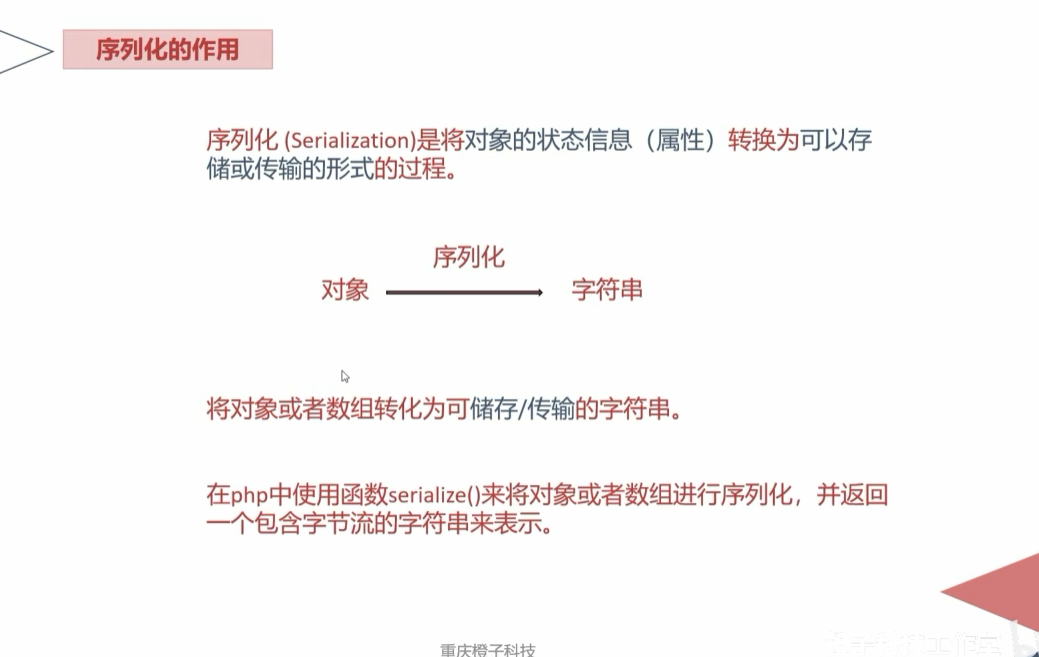 序列化的作用
序列化 (Serialization)是将对象的状态信息（属性）转换为可以存
储或传输的形式的过程。
序列化
对象
字符串
将对象或者数组转化为可储存/传输的字符串。
在php中使用函数serialize()来将对象或者数组进行序列化，并返回
一个包含字节流的字符串来表示。
重庆橙子科技